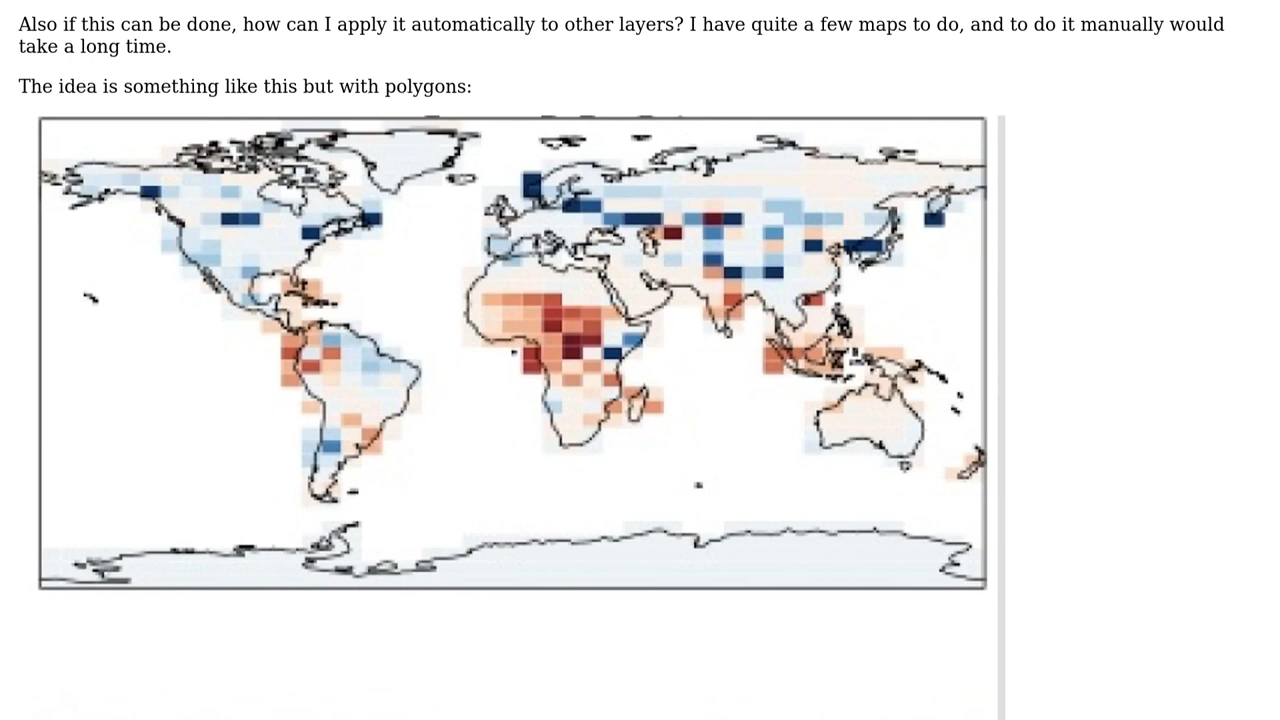 Also if this can be done, how can I apply it automatically to other layers? I have quite a few maps to do, and to do it manually would
take a long time.
The idea is something like this but with polygons: